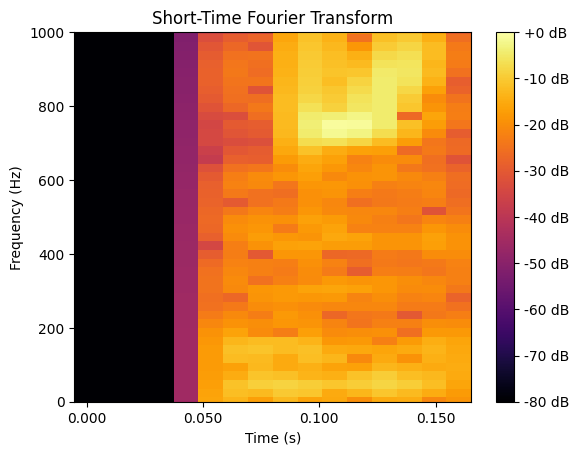 Short-Time Fourier Transform
1000
800
600
400
200
0
Frequency (Hz)
0.000
0.050
0.100
0.150
Time (s)
+0 dB
-10 dB
-20 dB
-30 dB
-40 dB
-50 dB
-60 dB
-70 dB
-80 dB